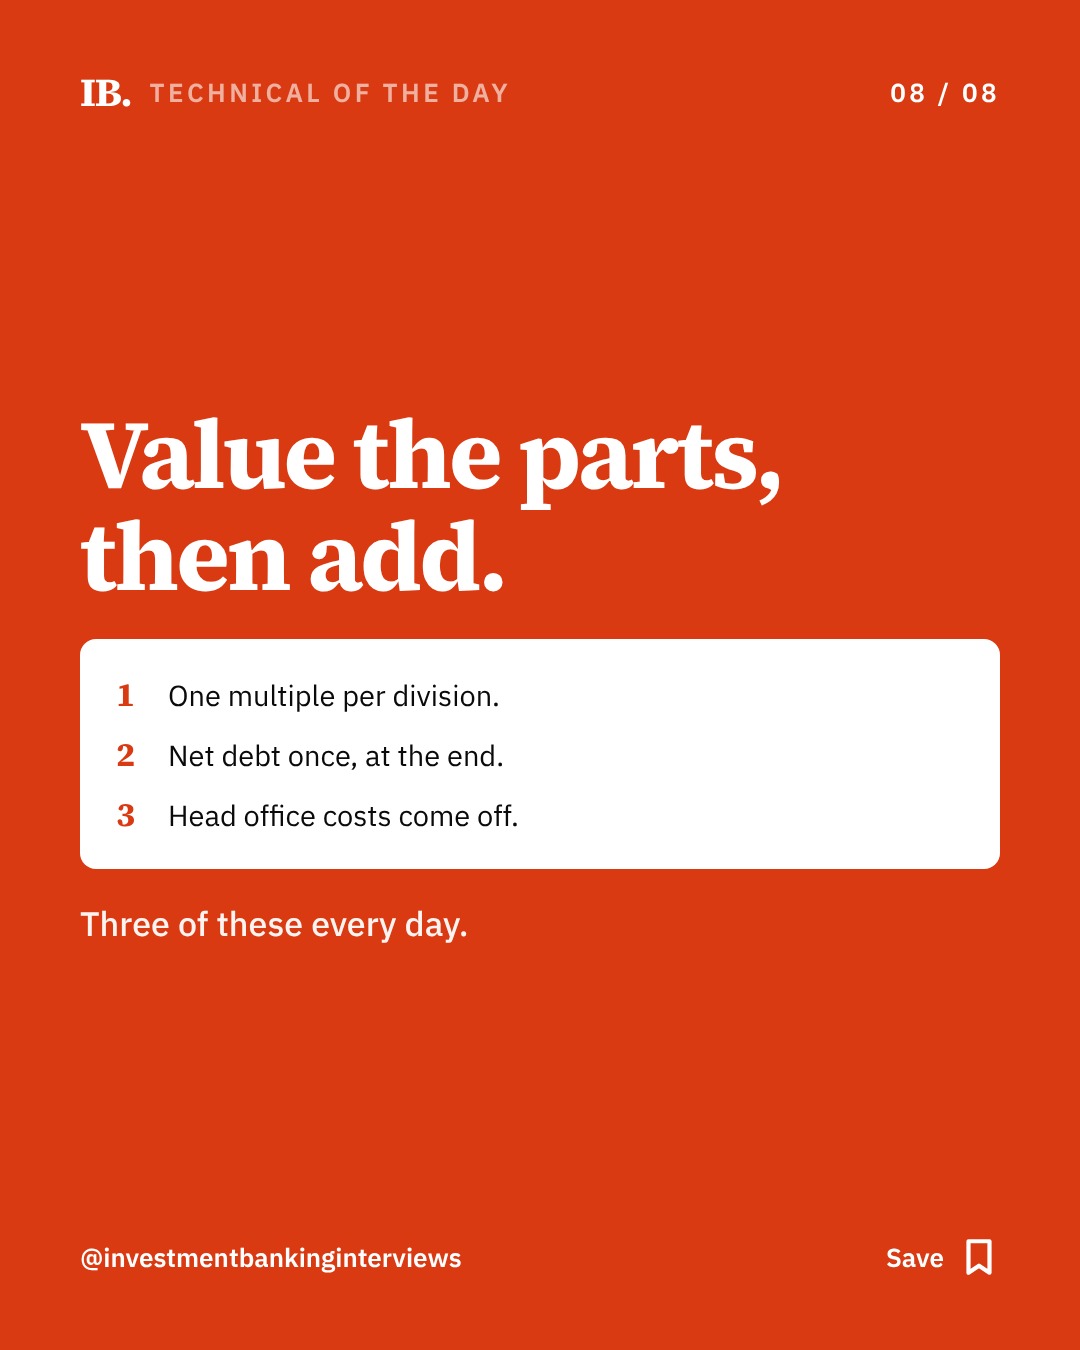 IB. TECHNICAL OF THE DAY
08 / 08
Value the parts,
then add.
1 One multiple per division.
2 Net debt once, at the end.
3 Head office costs come off.
Three of these every day.
@investmentbankinginterviews
Save